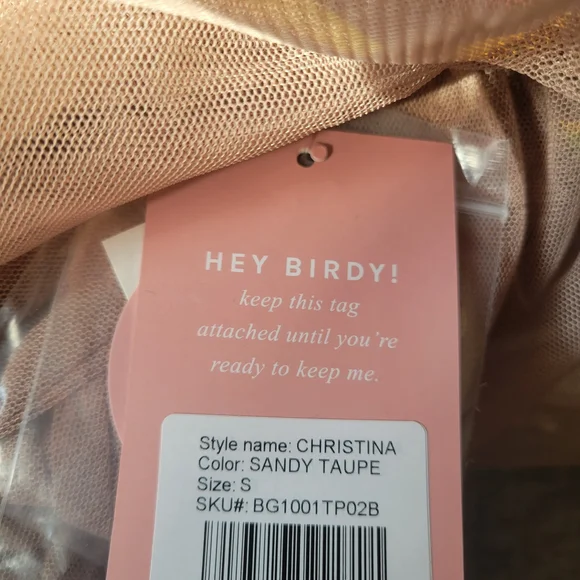 HEY BIRDY!
keep this tag
attached until you're
ready to keep me.
Style name: CHRISTINA
Color: SANDY TAUPE
Size: S
SKU#: BG1001TP02B